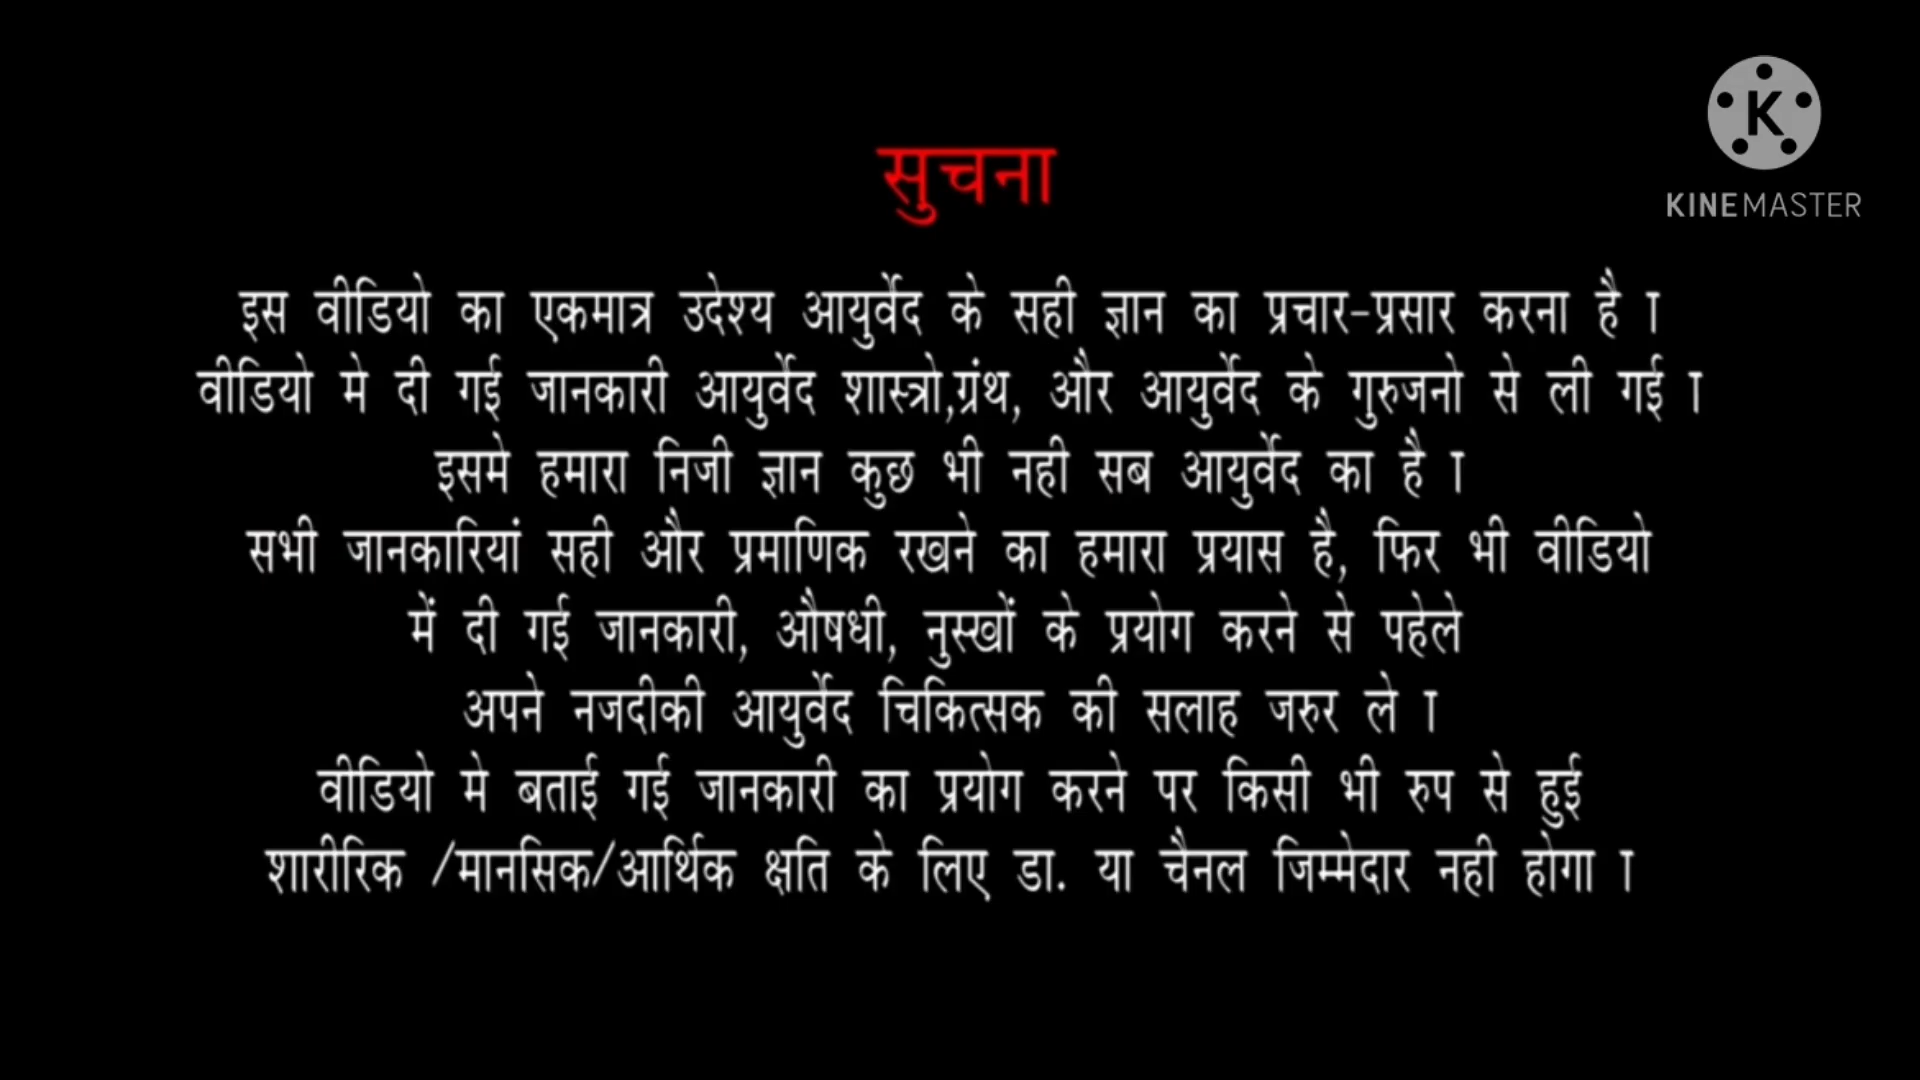 सुचना
K
KINEMASTER
इस वीडियो का एकमात्र उदेश्य आयुर्वेद के सही ज्ञान का प्रचार-प्रसार करना है ा
वीडियो मे दी गई जानकारी आयुर्वेद शास्त्रो,ग्रंथ, और आयुर्वेद के गुरुजनो से ली गई ा
इसमे हमारा निजी ज्ञान कुछ भी नही सब आयुर्वेद का है ा
सभी जानकारियां सही और प्रमाणिक रखने का हमारा प्रयास है, फिर भी वीडियो
में दी गई जानकारी, औषधी, नुस्खों के प्रयोग करने से पहेले
अपने नजदीकी आयुर्वेद चिकित्सक की सलाह जरुर ले ा
वीडियो मे बताई गई जानकारी का प्रयोग करने पर किसी भी रुप से हुई
शारीरिक /मानसिक/आर्थिक क्षति के लिए डा. या चैनल जिम्मेदार नही होगा ा